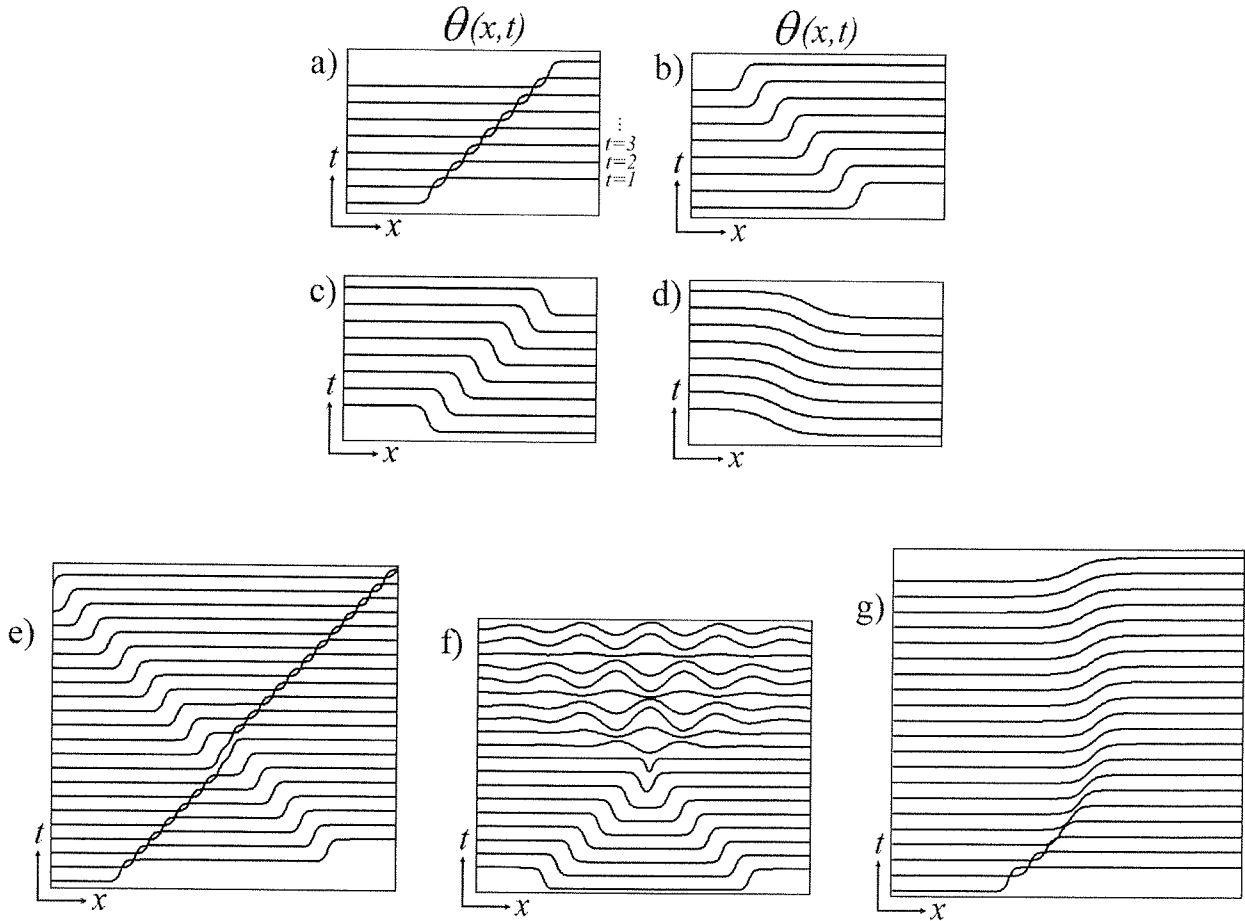 θ(x,t)
θ(x,t)
a)
b)
⋮
t=3
t=2
t=1
t
x
t
x
c)
d)
t
x
t
x
e)
f)
g)
t
x
t
x
t
x